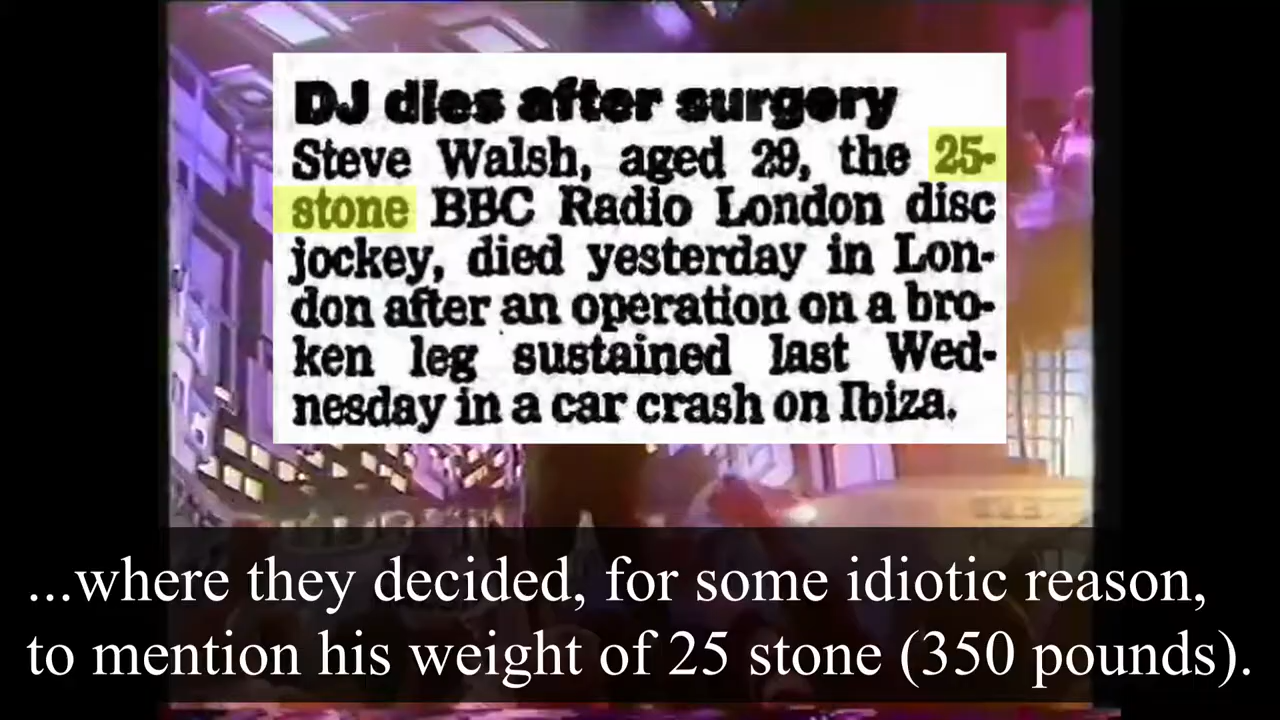 DJ dies after surgery
Steve Walsh, aged 29, the 25-
stone BBC Radio London disc
jockey, died yesterday in Lon-
don after an operation on a bro-
ken leg sustained last Wed-
nesday in a car crash on Ibiza.
...where they decided, for some idiotic reason,
to mention his weight of 25 stone (350 pounds).